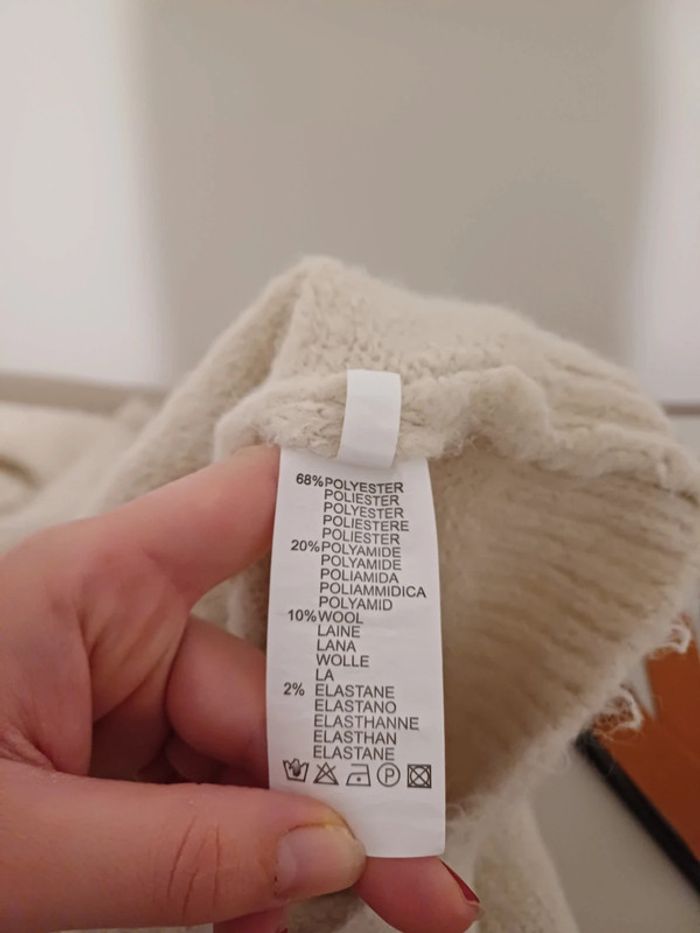 68%POLYESTER
POLIESTER
POLYESTER
POLIESTERE
POLIESTER
20%POLYAMIDE
POLYAMIDE
POLIAMIDA
POLIAMMIDICA
POLYAMID
10%WOOL
LAINE
LANA
WOLLE
LA
2% ELASTANE
ELASTANO
ELASTHANNE
ELASTHAN
ELASTANE
P